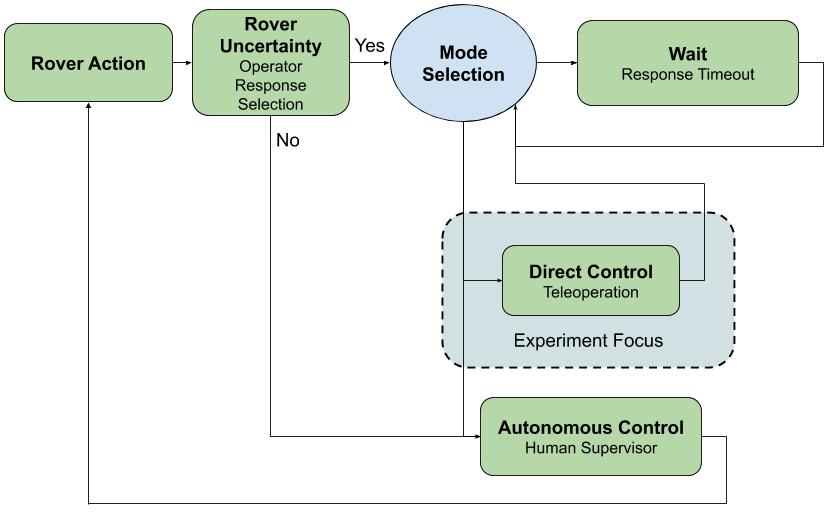 Rover Action
Rover
Uncertainty
Operator
Response
Selection
Yes
Mode
Selection
Wait
Response Timeout
No
Direct Control
Teleoperation
Experiment Focus
Autonomous Control
Human Supervisor